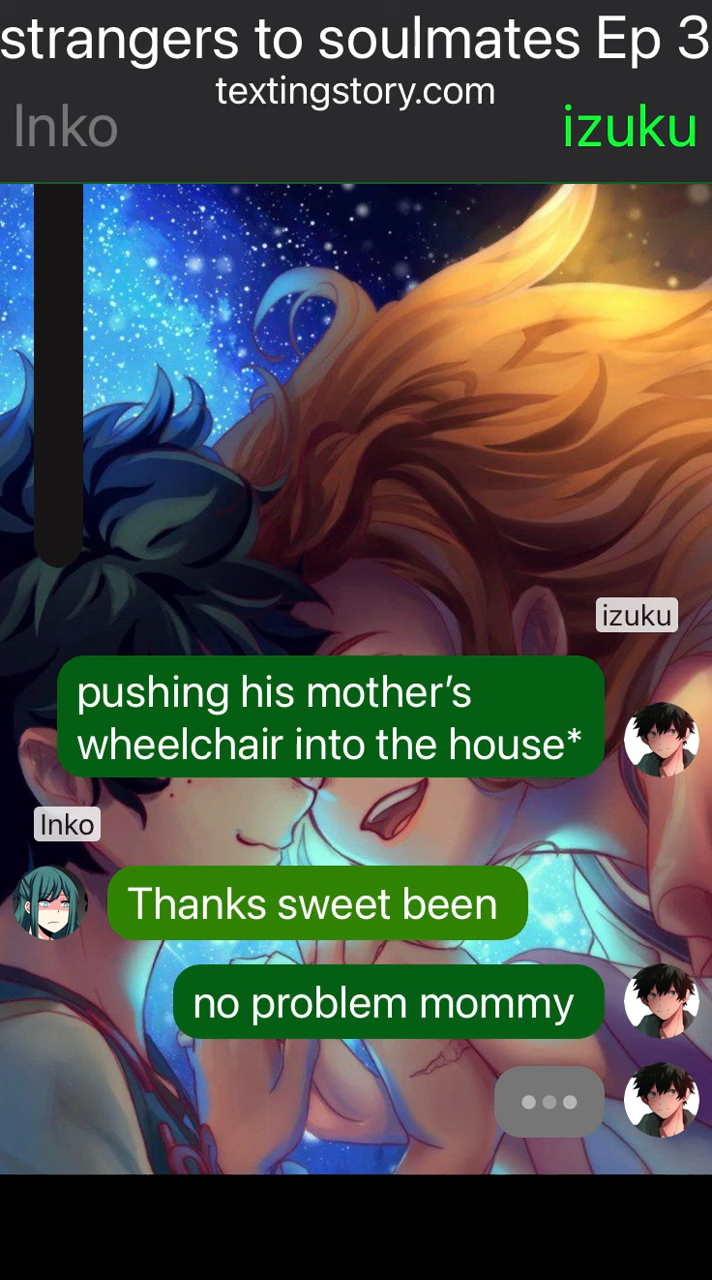 strangers to soulmates Ep 3
textingstory.com
Inko
izuku
izuku
pushing his mother’s
wheelchair into the house*
Inko
Thanks sweet been
no problem mommy